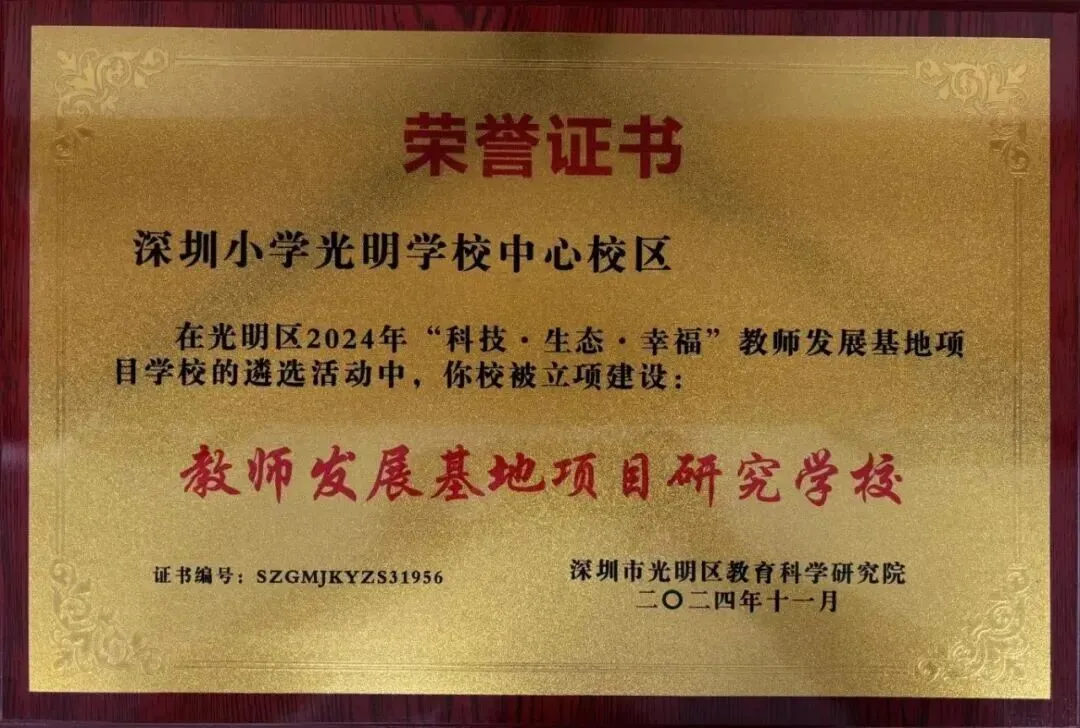 荣誉证书
深圳小学光明学校中心校区
在光明区2024年“科技·生态·幸福”教师发展基地项
目学校的遴选活动中，你校被立项建设：
教师发展基地项目研究学校
证书编号：SZGMJKYZS31956
深圳市光明区教育科学研究院
二〇二四年十一月